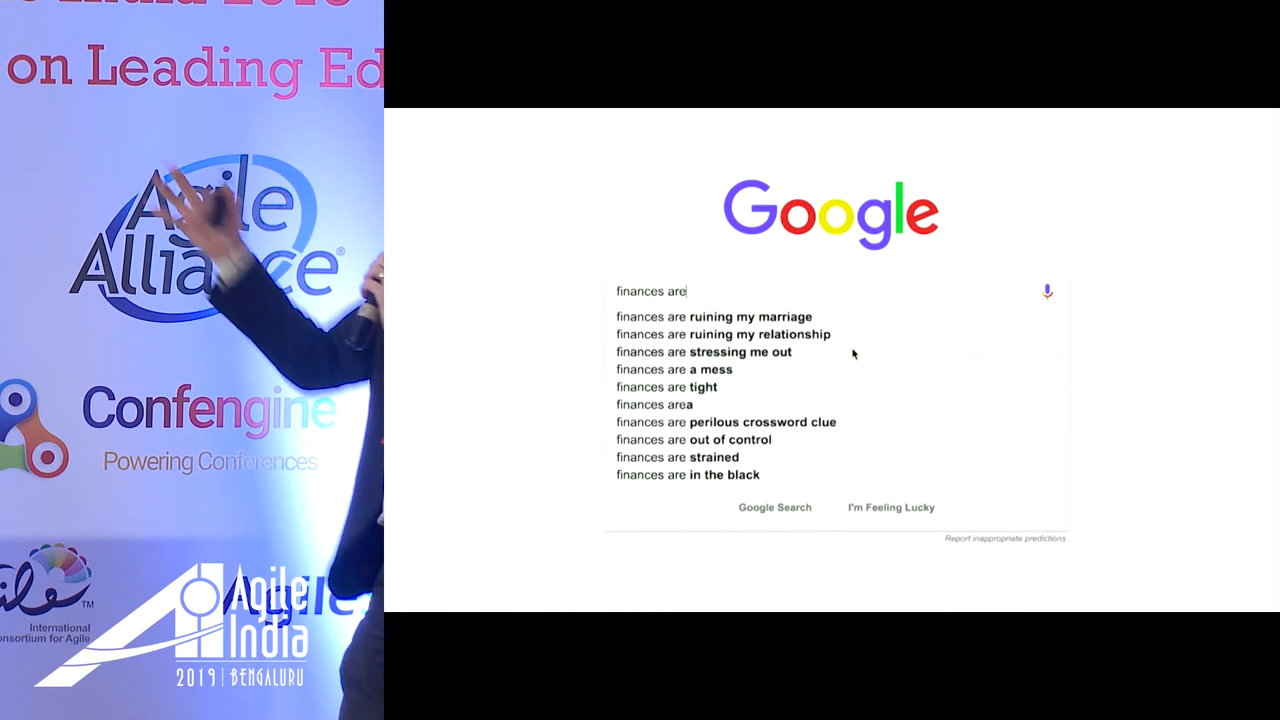 on Leading Ed
Agile
Alliance®
Confengine
Powering Conferences
TM
International
onsortium for Agile
Agile
Agile
India
2019 | BENGALURU
Google
finances are
finances are ruining my marriage
finances are ruining my relationship
finances are stressing me out
finances are a mess
finances are tight
finances area
finances are perilous crossword clue
finances are out of control
finances are strained
finances are in the black
Google Search
I'm Feeling Lucky
Report inappropriate predictions